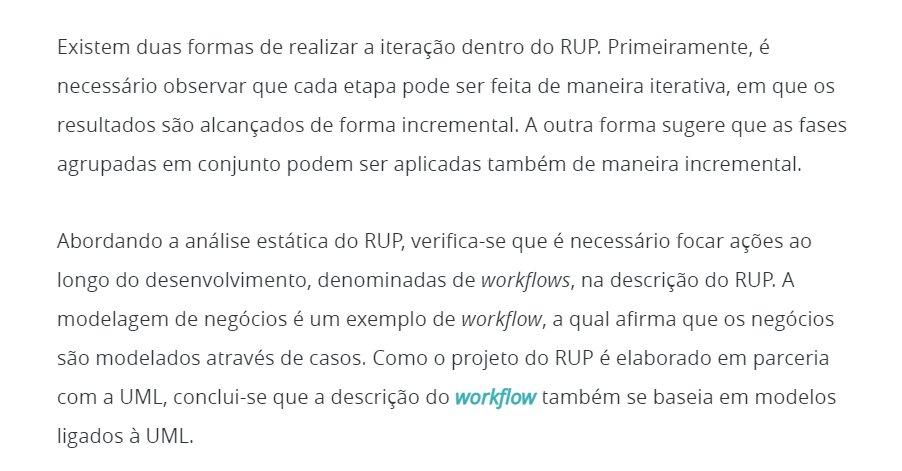 Existem duas formas de realizar a iteração dentro do RUP. Primeiramente, é
necessário observar que cada etapa pode ser feita de maneira iterativa, em que os
resultados são alcançados de forma incremental. A outra forma sugere que as fases
agrupadas em conjunto podem ser aplicadas também de maneira incremental.
Abordando a análise estática do RUP, verifica-se que é necessário focar ações ao
longo do desenvolvimento, denominadas de workflows, na descrição do RUP. A
modelagem de negócios é um exemplo de workflow, a qual afirma que os negócios
são modelados através de casos. Como o projeto do RUP é elaborado em parceria
com a UML, conclui-se que a descrição do workflow também se baseia em modelos
ligados à UML.